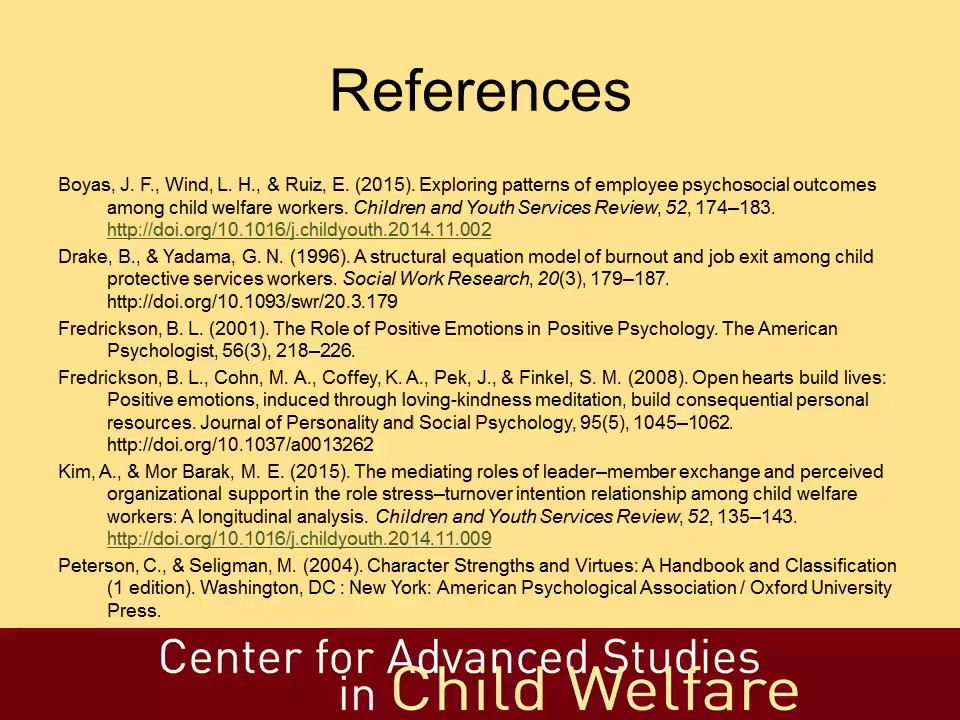 References
Boyas, J. F., Wind, L. H., & Ruiz, E. (2015). Exploring patterns of employee psychosocial outcomes
among child welfare workers. Children and Youth Services Review, 52, 174–183.
http://doi.org/10.1016/j.childyouth.2014.11.002
Drake, B., & Yadama, G. N. (1996). A structural equation model of burnout and job exit among child
protective services workers. Social Work Research, 20(3), 179–187.
http://doi.org/10.1093/swr/20.3.179
Fredrickson, B. L. (2001). The Role of Positive Emotions in Positive Psychology. The American
Psychologist, 56(3), 218–226.
Fredrickson, B. L., Cohn, M. A., Coffey, K. A., Pek, J., & Finkel, S. M. (2008). Open hearts build lives:
Positive emotions, induced through loving-kindness meditation, build consequential personal
resources. Journal of Personality and Social Psychology, 95(5), 1045–1062.
http://doi.org/10.1037/a0013262
Kim, A., & Mor Barak, M. E. (2015). The mediating roles of leader–member exchange and perceived
organizational support in the role stress–turnover intention relationship among child welfare
workers: A longitudinal analysis. Children and Youth Services Review, 52, 135–143.
http://doi.org/10.1016/j.childyouth.2014.11.009
Peterson, C., & Seligman, M. (2004). Character Strengths and Virtues: A Handbook and Classification
(1 edition). Washington, DC : New York: American Psychological Association / Oxford University
Press.
Center for Advanced Studies
in Child Welfare